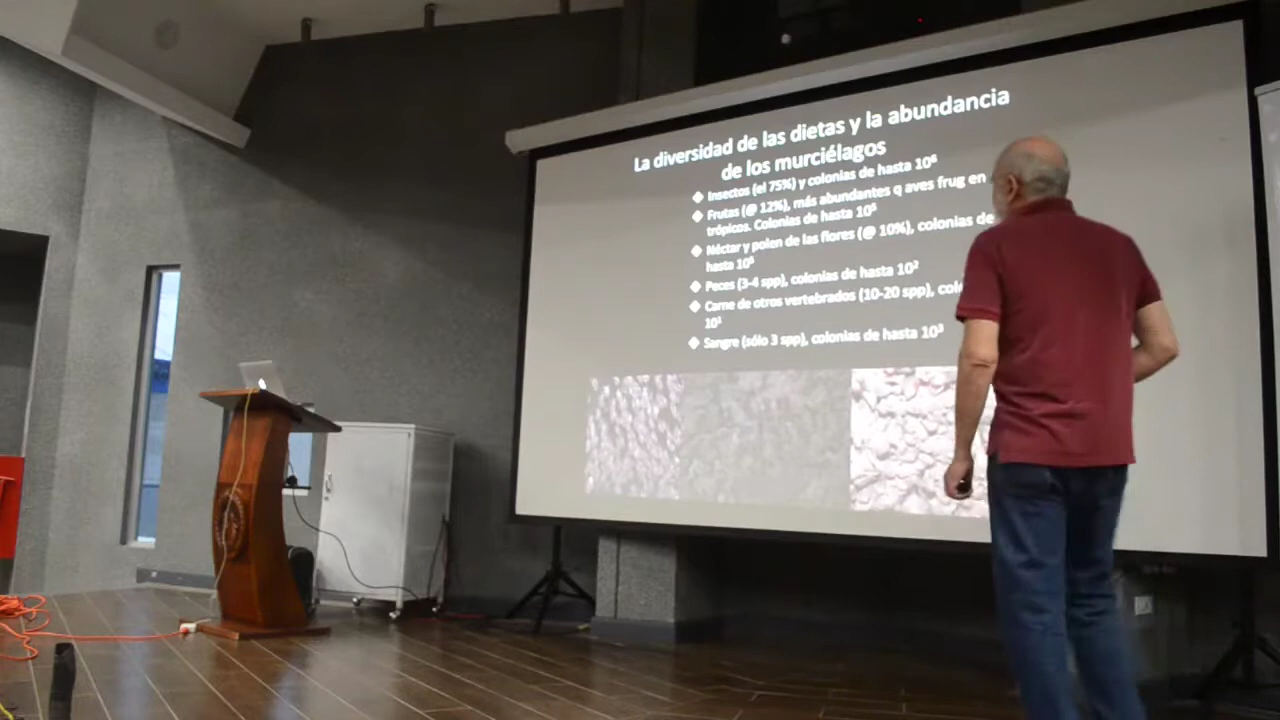 La diversidad de las dietas y la abundancia
de los murciélagos
❖ Insectos (el 75%) y colonias de hasta 10⁶
❖ Frutas (@ 12%), más abundantes q aves frug en
trópicos. Colonias de hasta 10⁵
❖ Néctar y polen de las flores (@ 10%), colonias de
hasta 10⁵
❖ Peces (3-4 spp), colonias de hasta 10²
❖ Carne de otros vertebrados (10-20 spp),
10¹
❖ Sangre (sólo 3 spp), colonias de hasta 10³